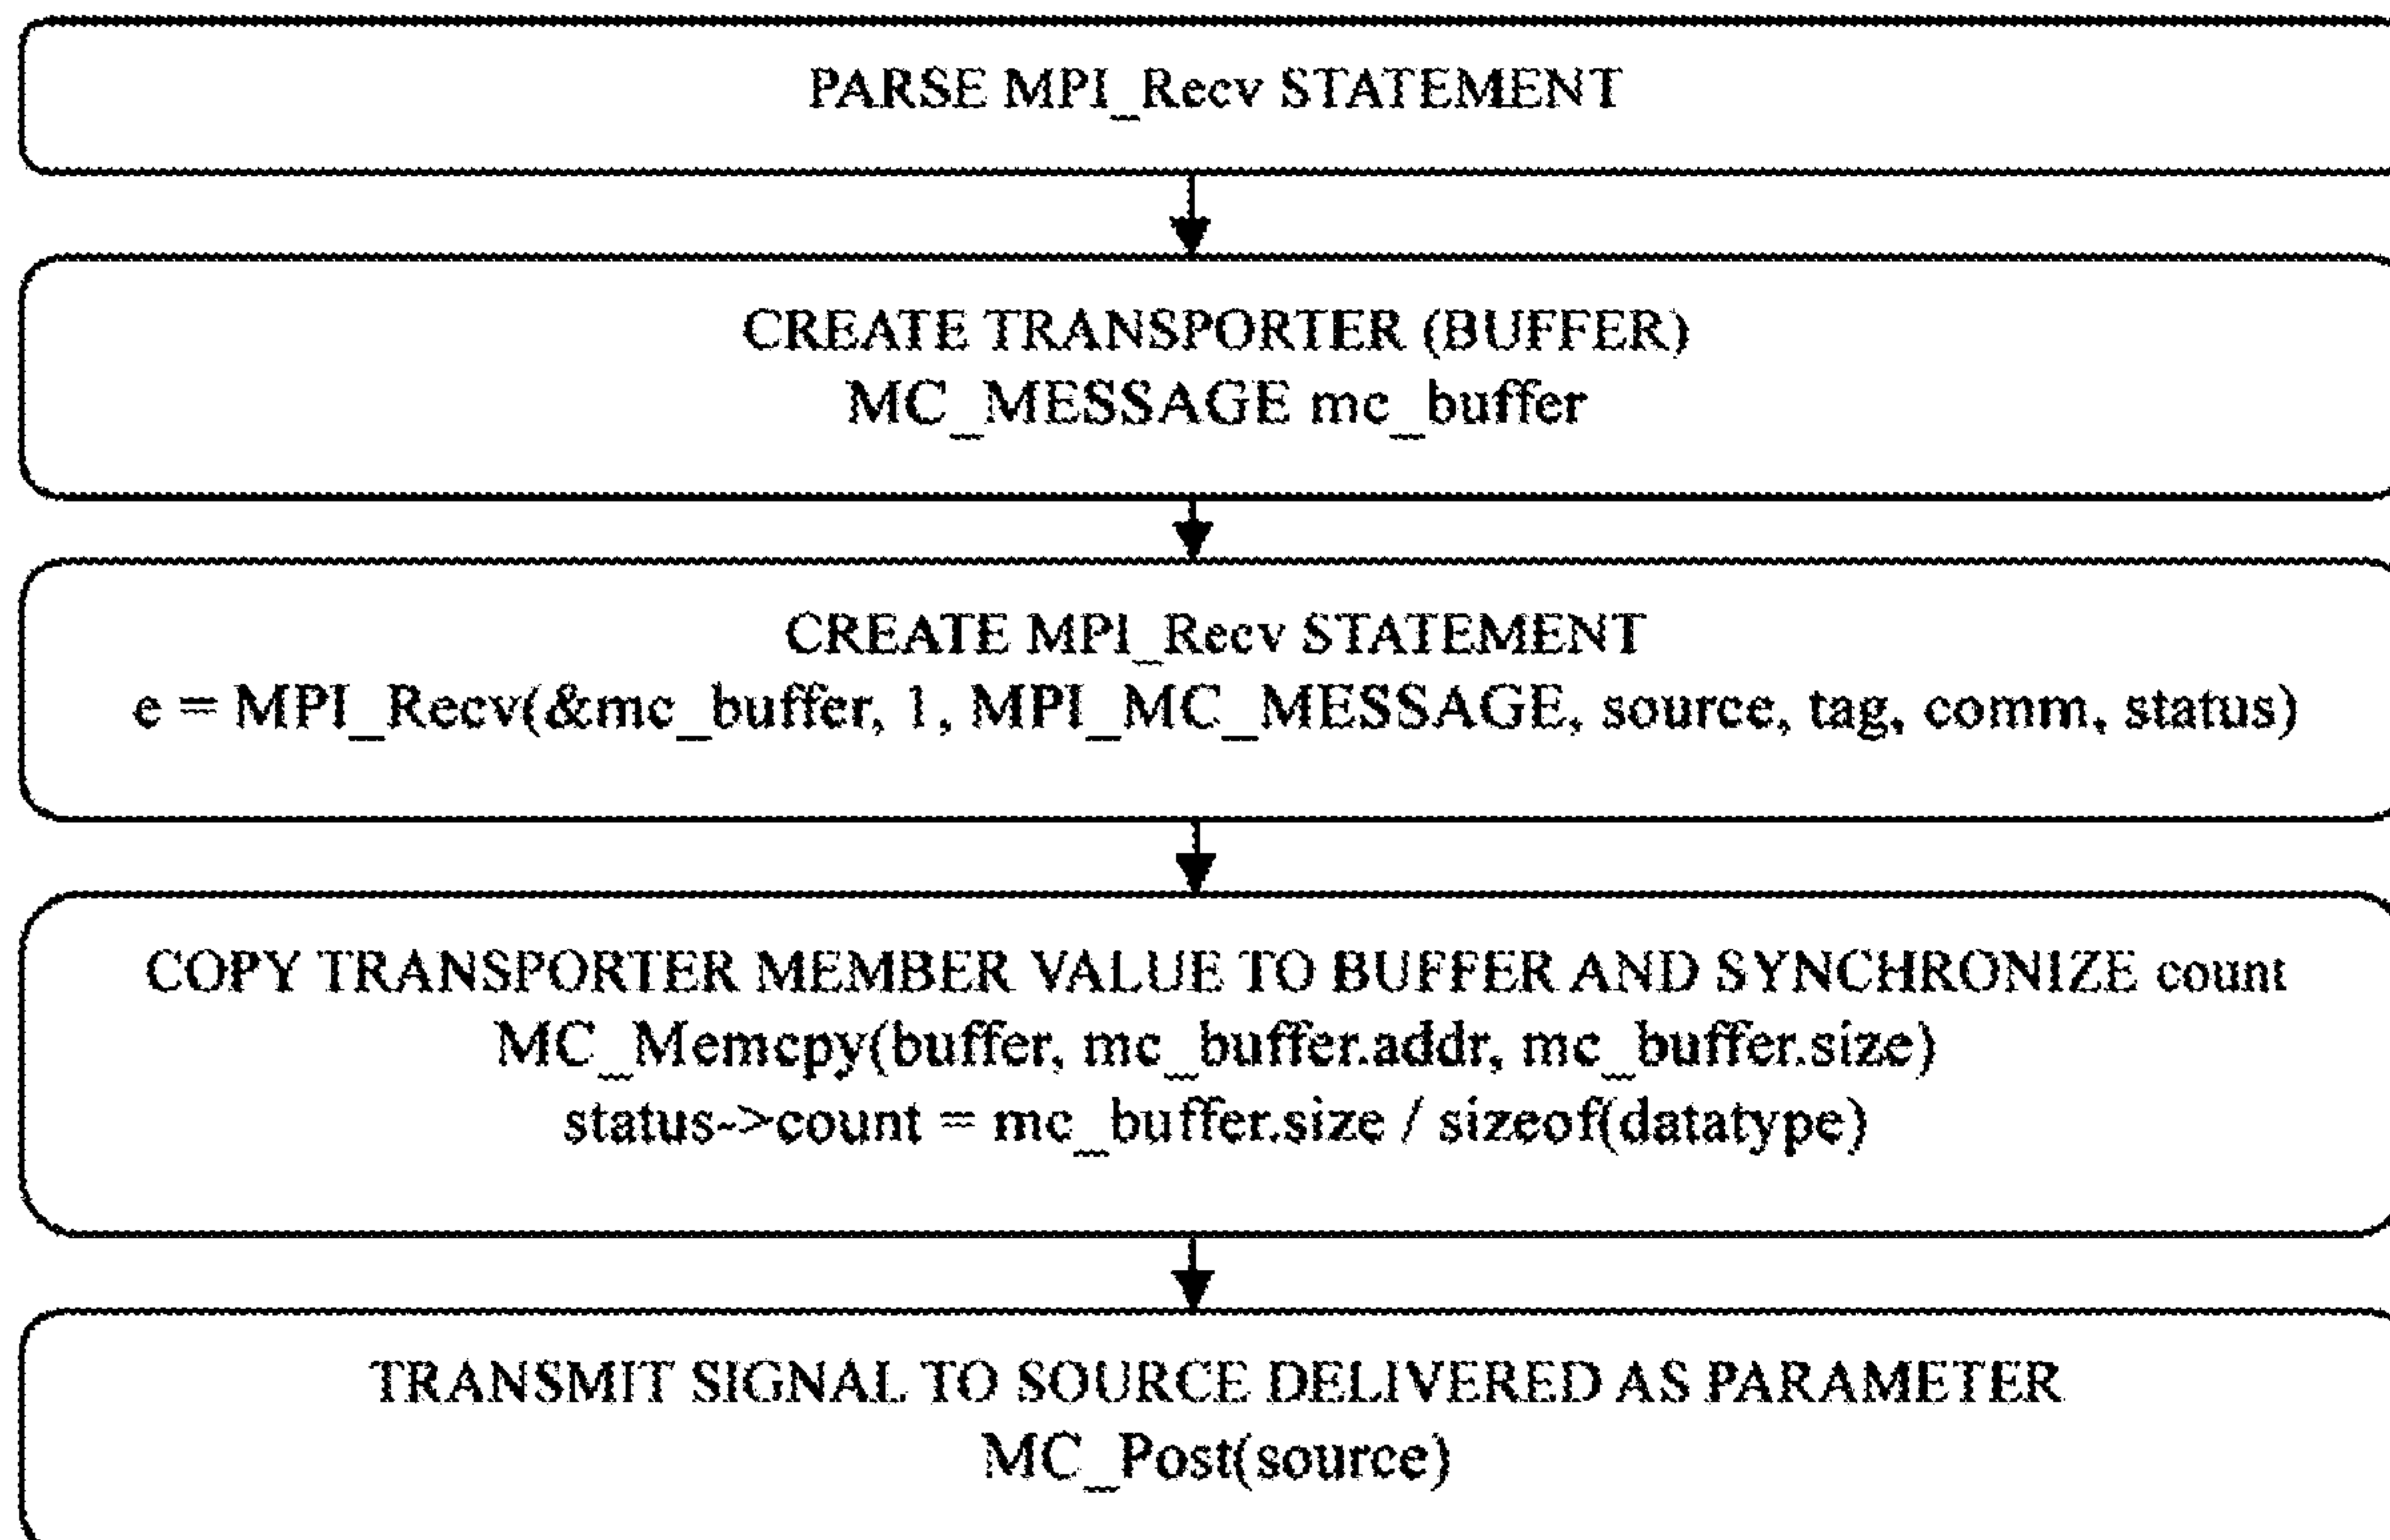 PARSE MPI_Recv STATEMENT
CREATE TRANSPORTER (BUFFER)
MC_MESSAGE mc_buffer
CREATE MPI_Recv STATEMENT
e = MPI_Recv(&mc_buffer, 1, MPI_MC_MESSAGE, source, tag, comm, status)
COPY TRANSPORTER MEMBER VALUE TO BUFFER AND SYNCHRONIZE count
MC_Memcpy(buffer, mc_buffer.addr, mc_buffer.size)
status->count = mc_buffer.size / sizeof(datatype)
TRANSMIT SIGNAL TO SOURCE DELIVERED AS PARAMETER
MC_Post(source)